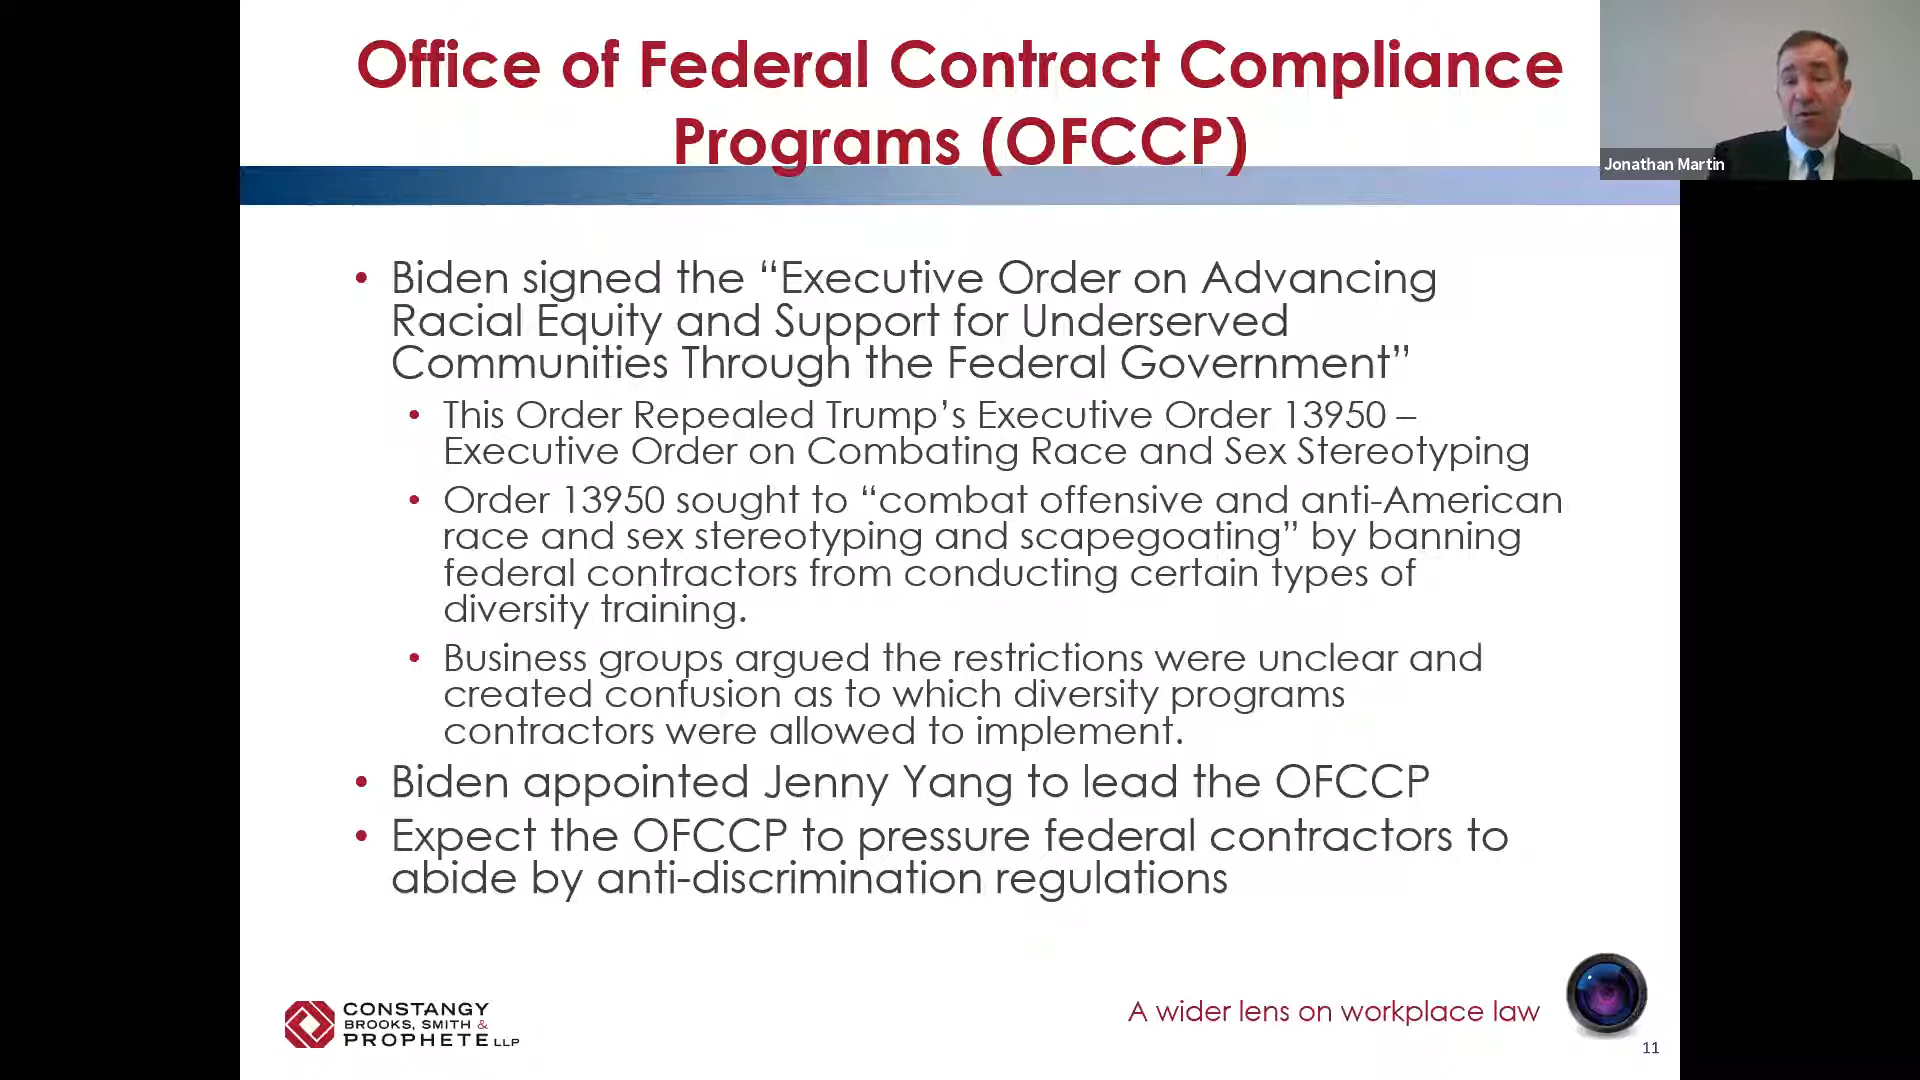 Office of Federal Contract Compliance
Programs (OFCCP)
Jonathan Martin
• Biden signed the “Executive Order on Advancing
Racial Equity and Support for Underserved
Communities Through the Federal Government”
• This Order Repealed Trump’s Executive Order 13950 –
Executive Order on Combating Race and Sex Stereotyping
• Order 13950 sought to “combat offensive and anti-American
race and sex stereotyping and scapegoating” by banning
federal contractors from conducting certain types of
diversity training.
• Business groups argued the restrictions were unclear and
created confusion as to which diversity programs
contractors were allowed to implement.
• Biden appointed Jenny Yang to lead the OFCCP
• Expect the OFCCP to pressure federal contractors to
abide by anti-discrimination regulations
CONSTANGY
BROOKS, SMITH &
PROPHETE LLP
A wider lens on workplace law
11